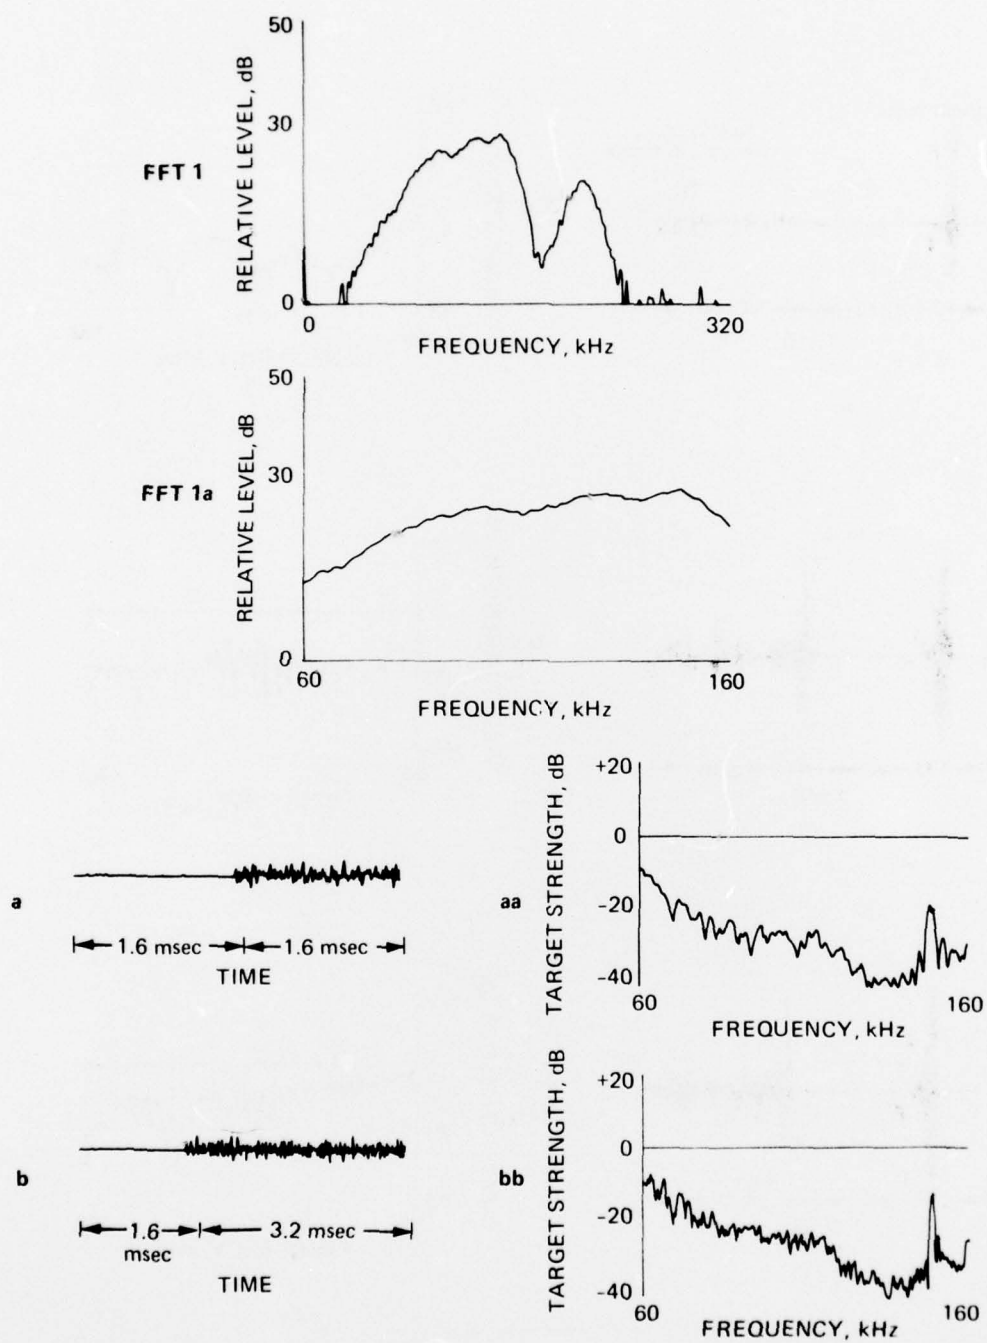 50
30
0
RELATIVE LEVEL, dB
FFT 1
0 320
FREQUENCY, kHz
50
30
0
RELATIVE LEVEL, dB
FFT 1a
60 160
FREQUENCY, kHz
a
1.6 msec 1.6 msec
TIME
aa
TARGET STRENGTH, dB
+20
0
-20
-40
60 160
FREQUENCY, kHz
b
1.6 msec
3.2 msec
TIME
bb
TARGET STRENGTH, dB
+20
0
-20
-40
60 160
FREQUENCY, kHz